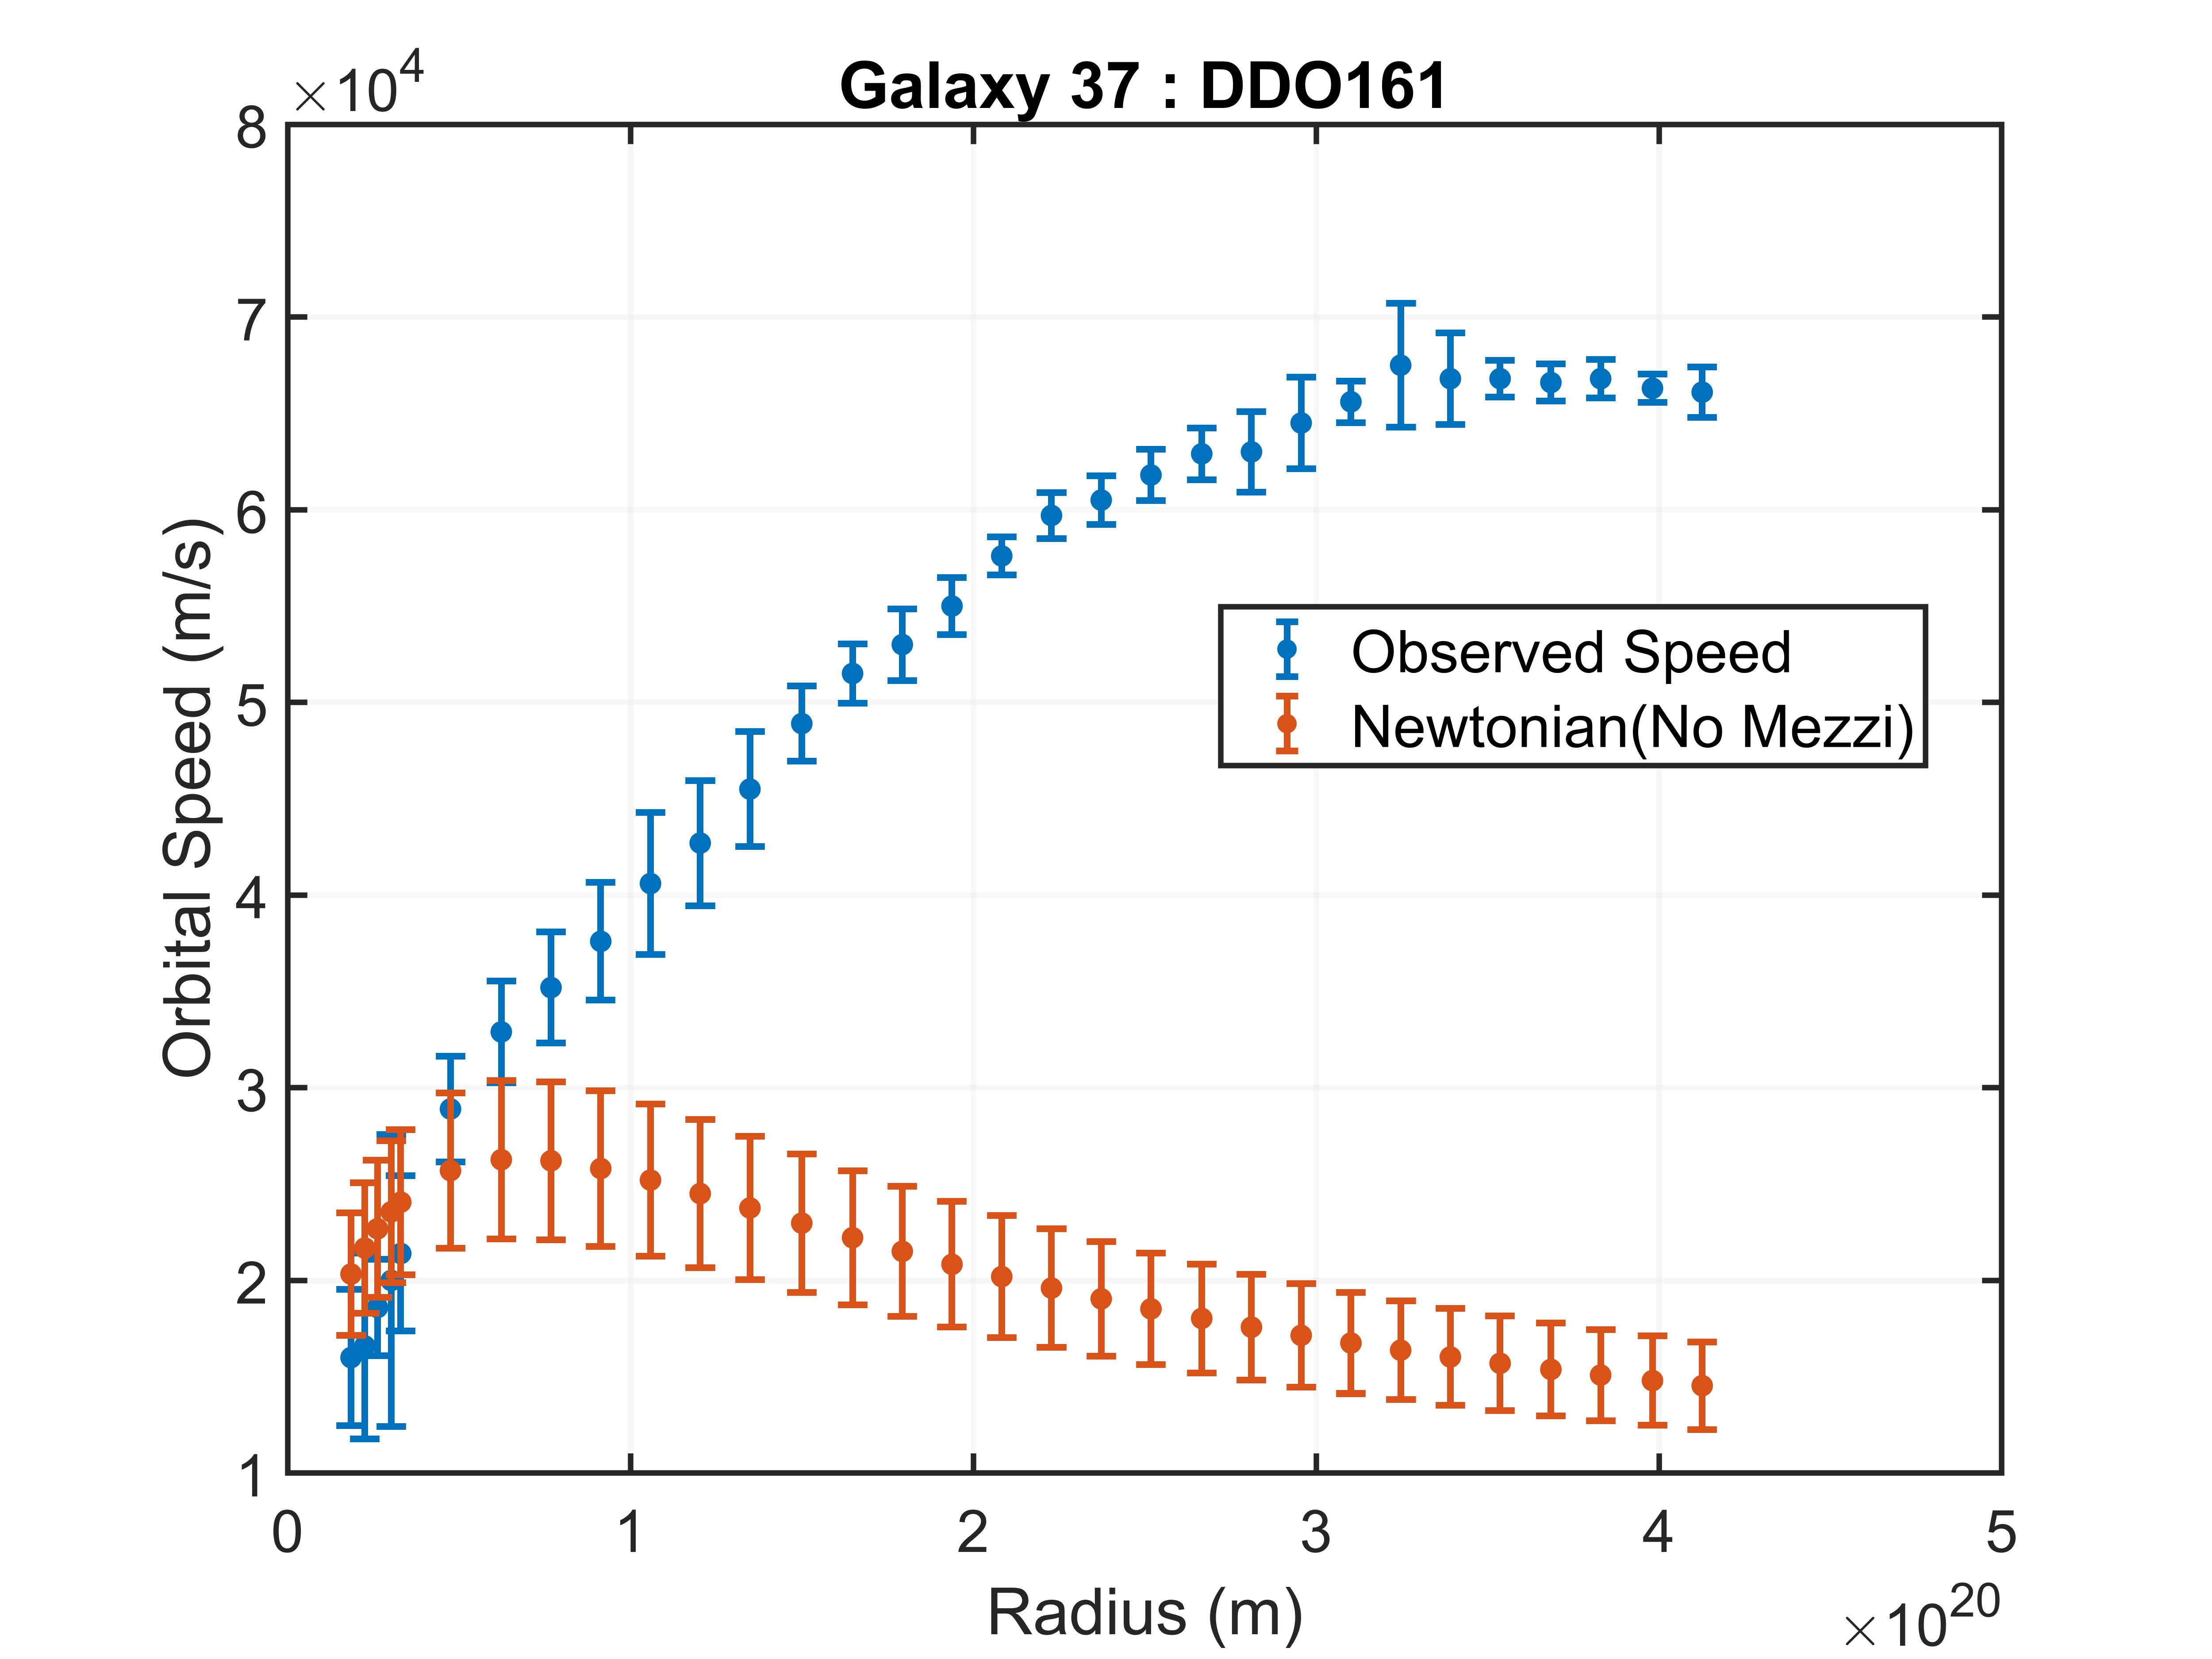 Galaxy 37 : DDO161
×10⁴
8
7
6
5
4
3
2
1
Orbital Speed (m/s)
Observed Speed
Newtonian(No Mezzi)
0 1 2 3 4 5
Radius (m)
×10²⁰